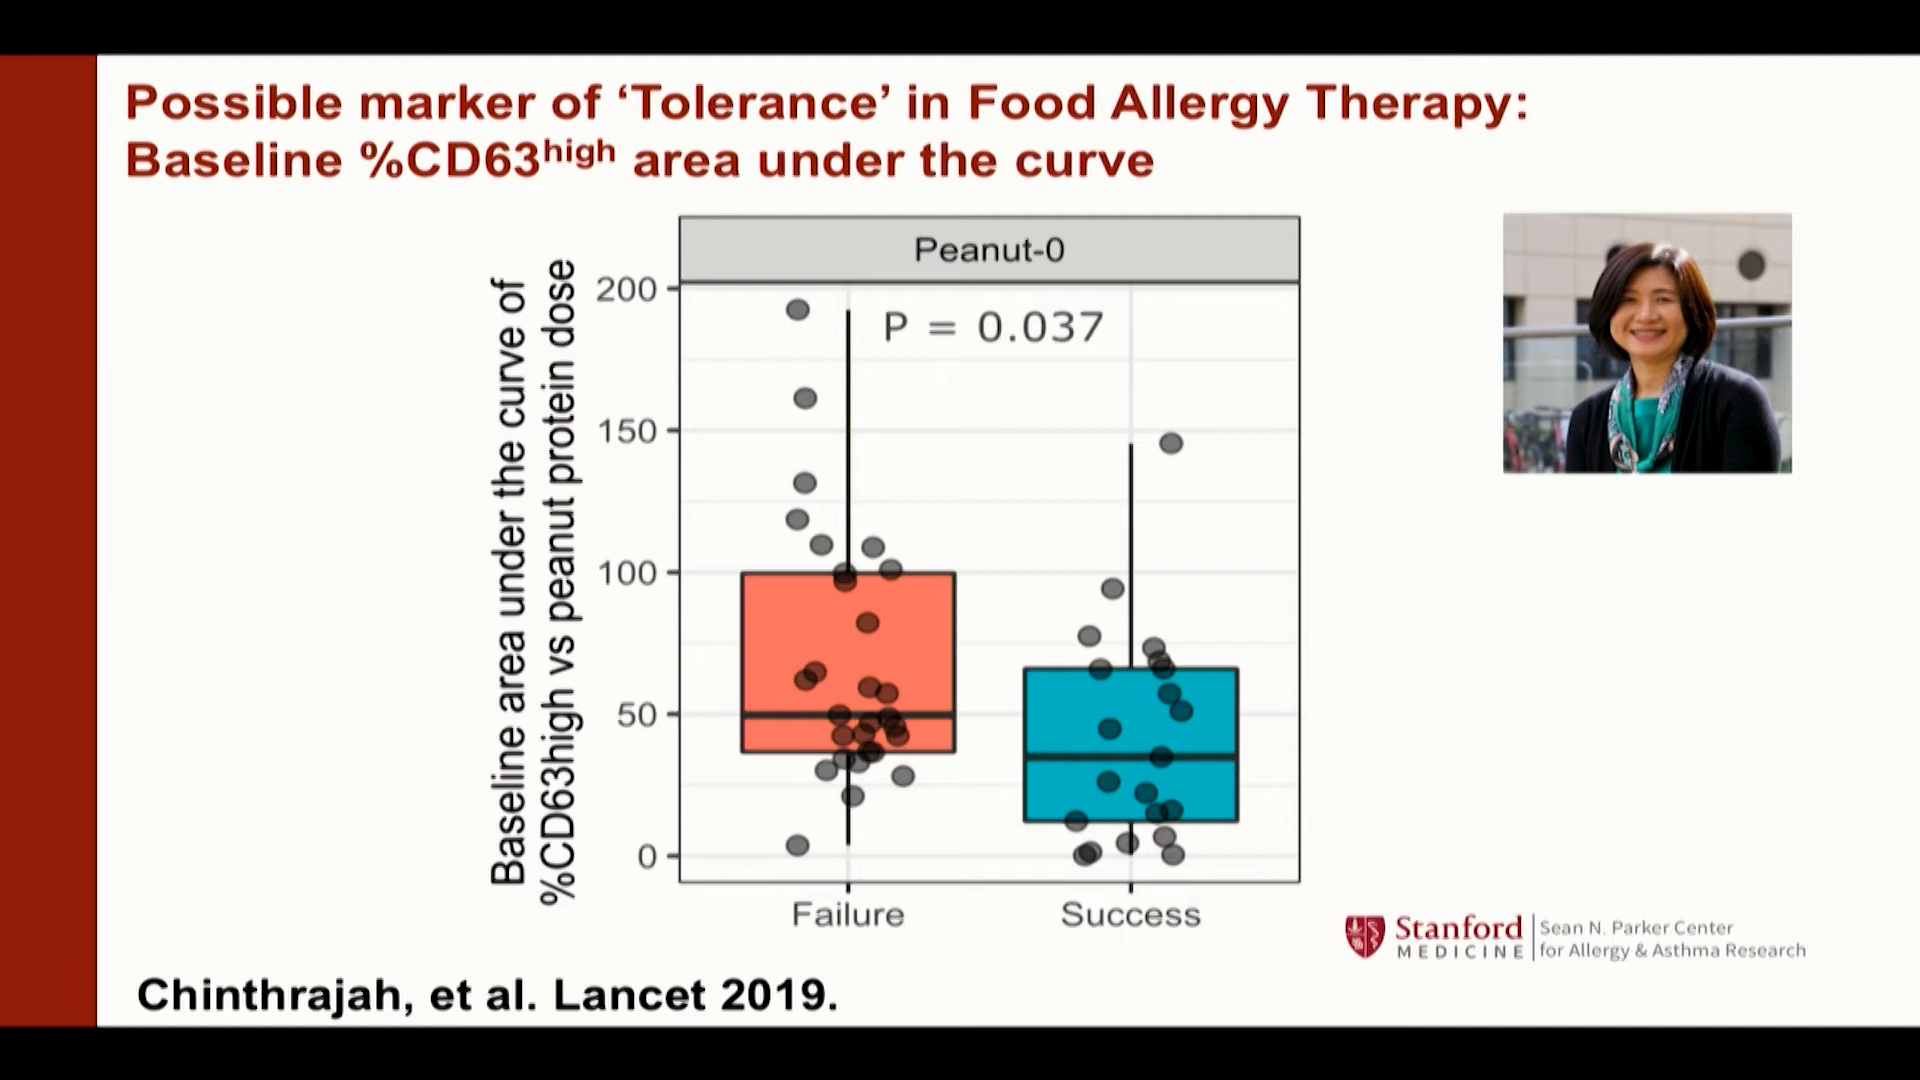 Possible marker of ‘Tolerance’ in Food Allergy Therapy:
Baseline %CD63high area under the curve
Peanut-0
Baseline area under the curve of
%CD63high vs peanut protein dose
200
150
100
50
0
P = 0.037
Failure
Success
Stanford
MEDICINE
Sean N. Parker Center
for Allergy & Asthma Research
Chinthrajah, et al. Lancet 2019.